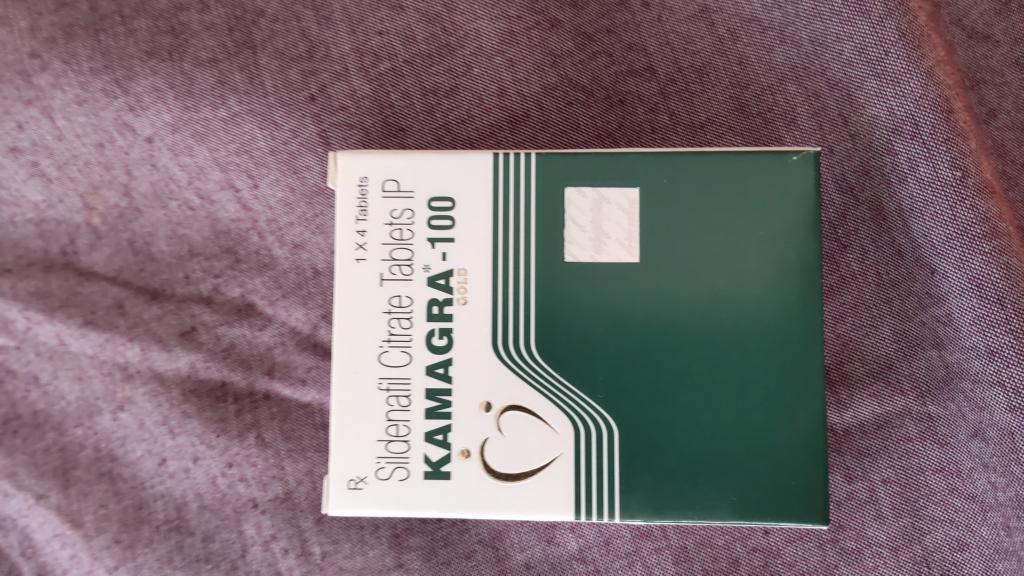 1 X 4 Tablets
Rx
Sildenafil Citrate Tablets IP
KAMAGRA*-100
GOLD